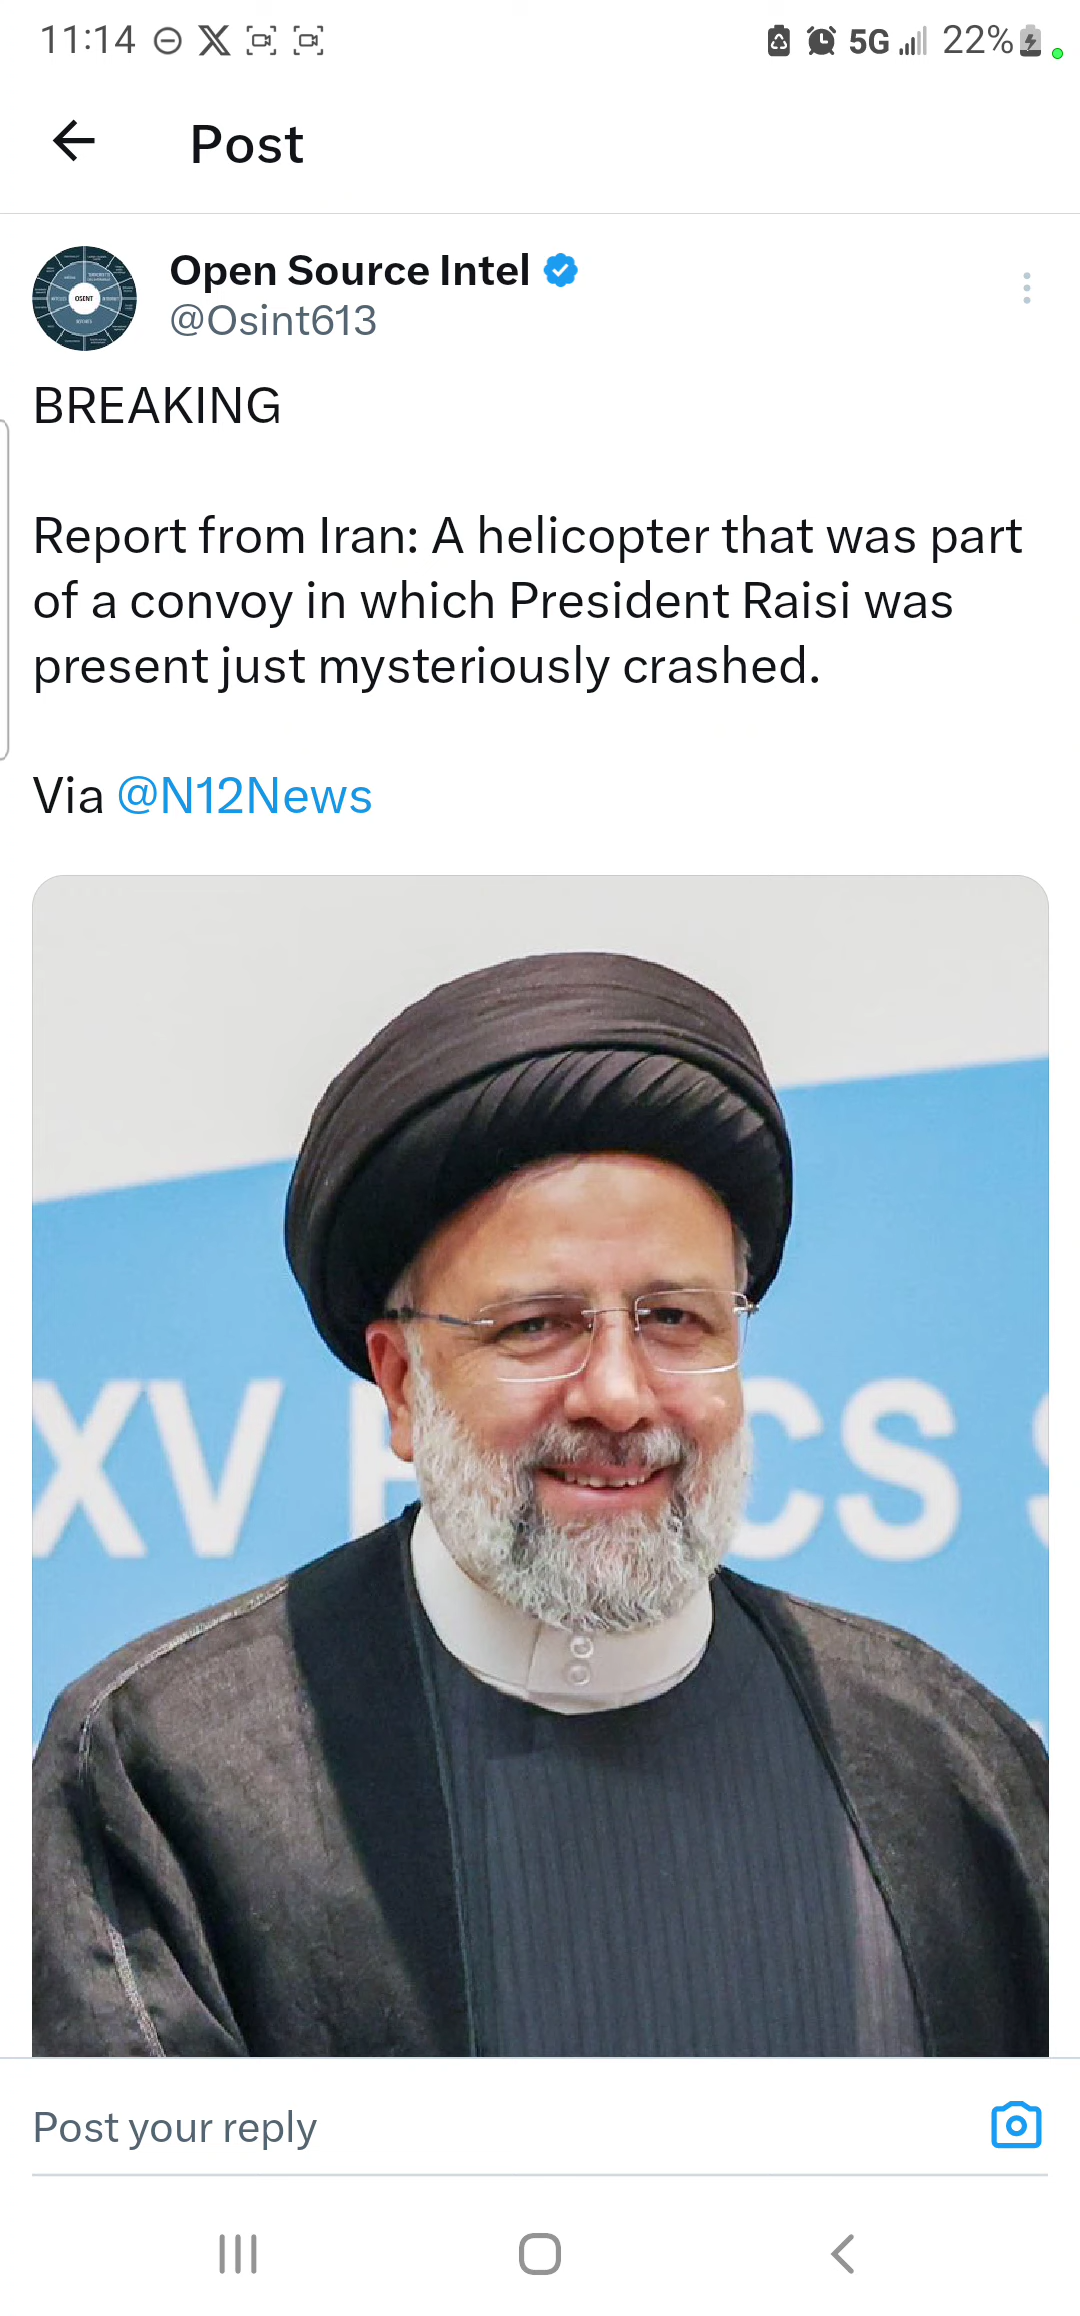 11:14
5G 22%
Post
OSINT
Open Source Intel
@Osint613
BREAKING
Report from Iran: A helicopter that was part
of a convoy in which President Raisi was
present just mysteriously crashed.
Via @N12News
XV CS
Post your reply